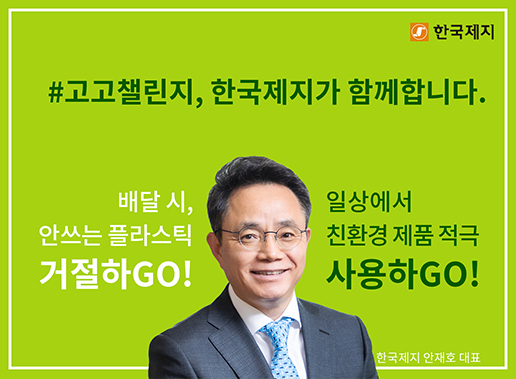 한국제지
#고고챌린지, 한국제지가 함께합니다.
배달 시,
안쓰는 플라스틱
거절하GO!
일상에서
친환경 제품 적극
사용하GO!
한국제지 안재호 대표